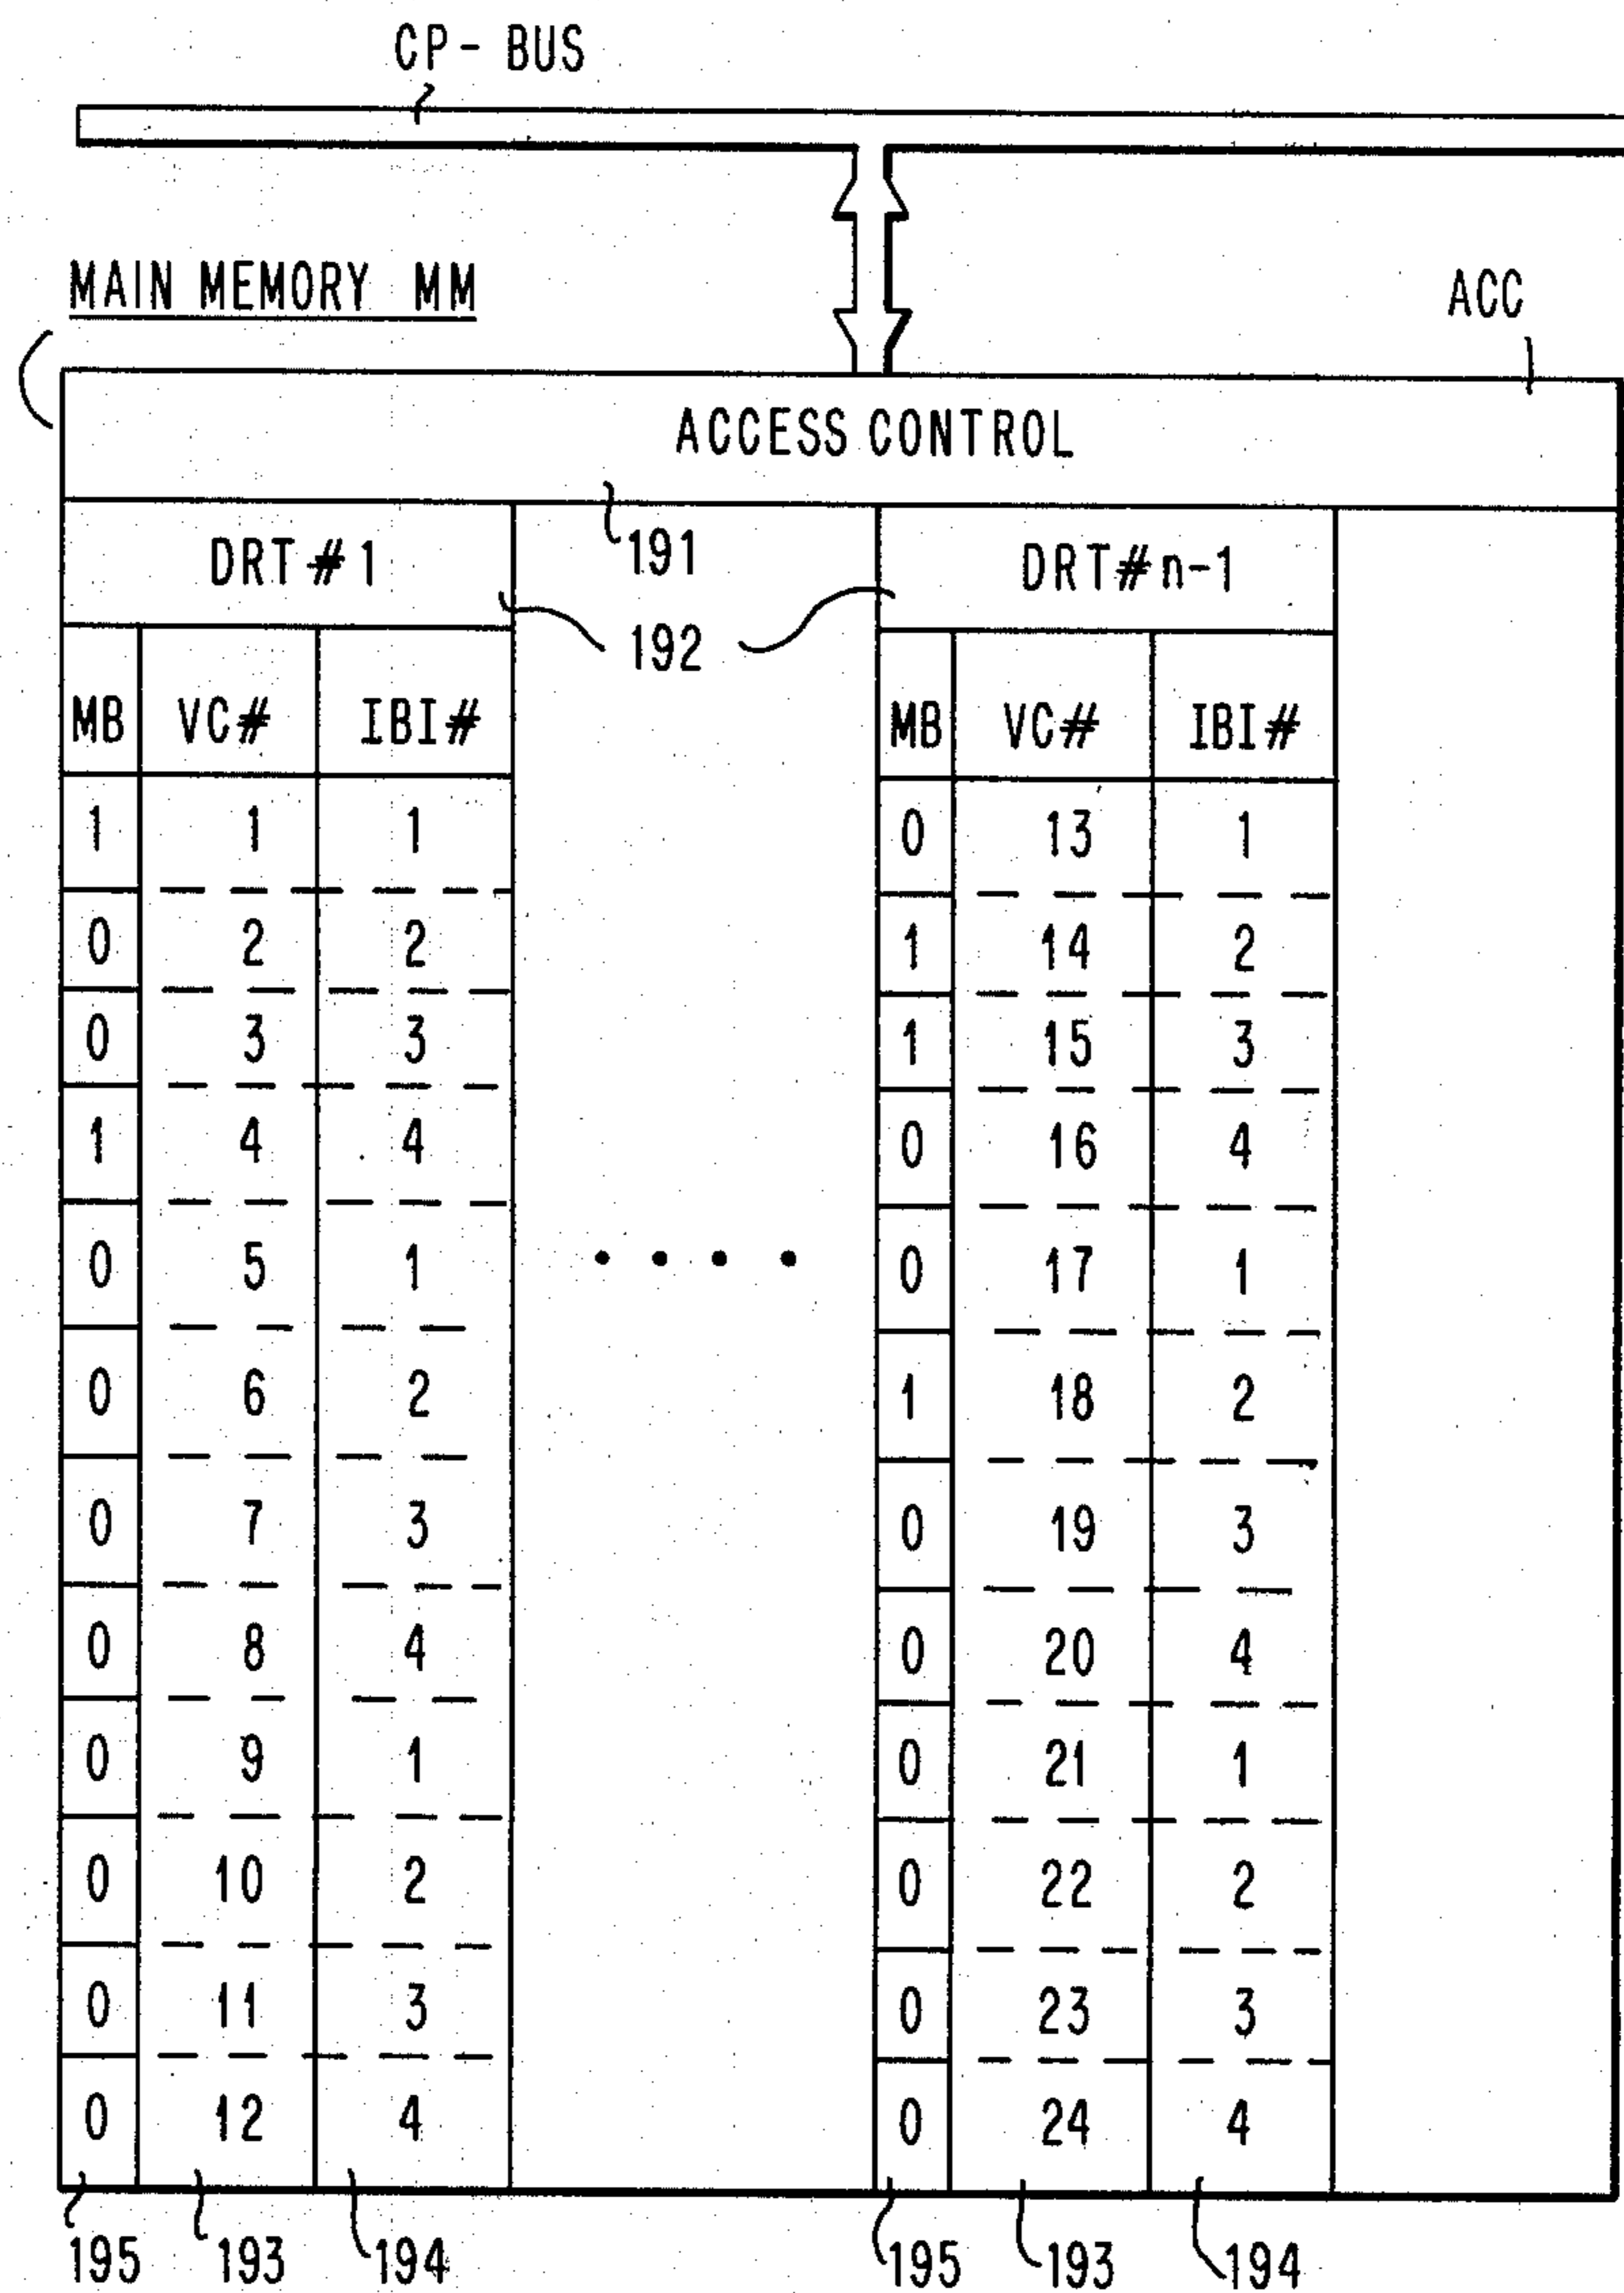 CP- BUS
MAIN MEMORY MM
ACC
ACCESS CONTROL
DRT#1 191 DRT#n-1
192
MB VC# IBI# MB VC# IBI#
1 1 1 0 13 1
0 2 2 1 14 2
0 3 3 1 15 3
1 4 4 0 16 4
0 5 1 • • • • 0 17 1
0 6 2 1 18 2
0 7 3 0 19 3
0 8 4 0 20 4
0 9 1 0 21 1
0 10 2 0 22 2
0 11 3 0 23 3
0 12 4 0 24 4
195 193 194 195 193 194